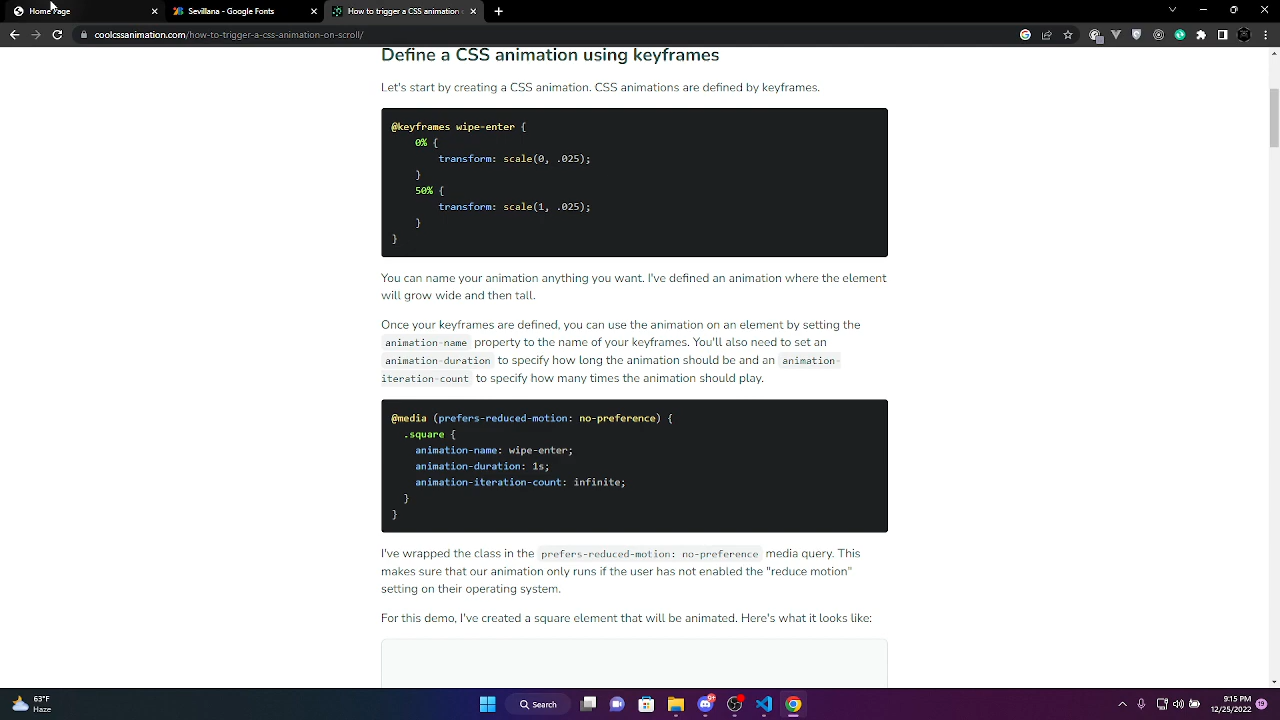 Home Page
Sevillana - Google Fonts
How to trigger a CSS animation
coolcssanimation.com/how-to-trigger-a-css-animation-on-scroll/
Define a CSS animation using keyframes
Let's start by creating a CSS animation. CSS animations are defined by keyframes.
@keyframes wipe-enter {
0% {
transform: scale(0, .025);
}
50% {
transform: scale(1, .025);
}
}
You can name your animation anything you want. I've defined an animation where the element
will grow wide and then tall.
Once your keyframes are defined, you can use the animation on an element by setting the
animation-name property to the name of your keyframes. You'll also need to set an
animation-duration to specify how long the animation should be and an animation-
iteration-count to specify how many times the animation should play.
@media (prefers-reduced-motion: no-preference) {
.square {
animation-name: wipe-enter;
animation-duration: 1s;
animation-iteration-count: infinite;
}
}
I've wrapped the class in the prefers-reduced-motion: no-preference media query. This
makes sure that our animation only runs if the user has not enabled the "reduce motion"
setting on their operating system.
For this demo, I've created a square element that will be animated. Here's what it looks like:
63°F
Haze
Search
9:15 PM
12/25/2022